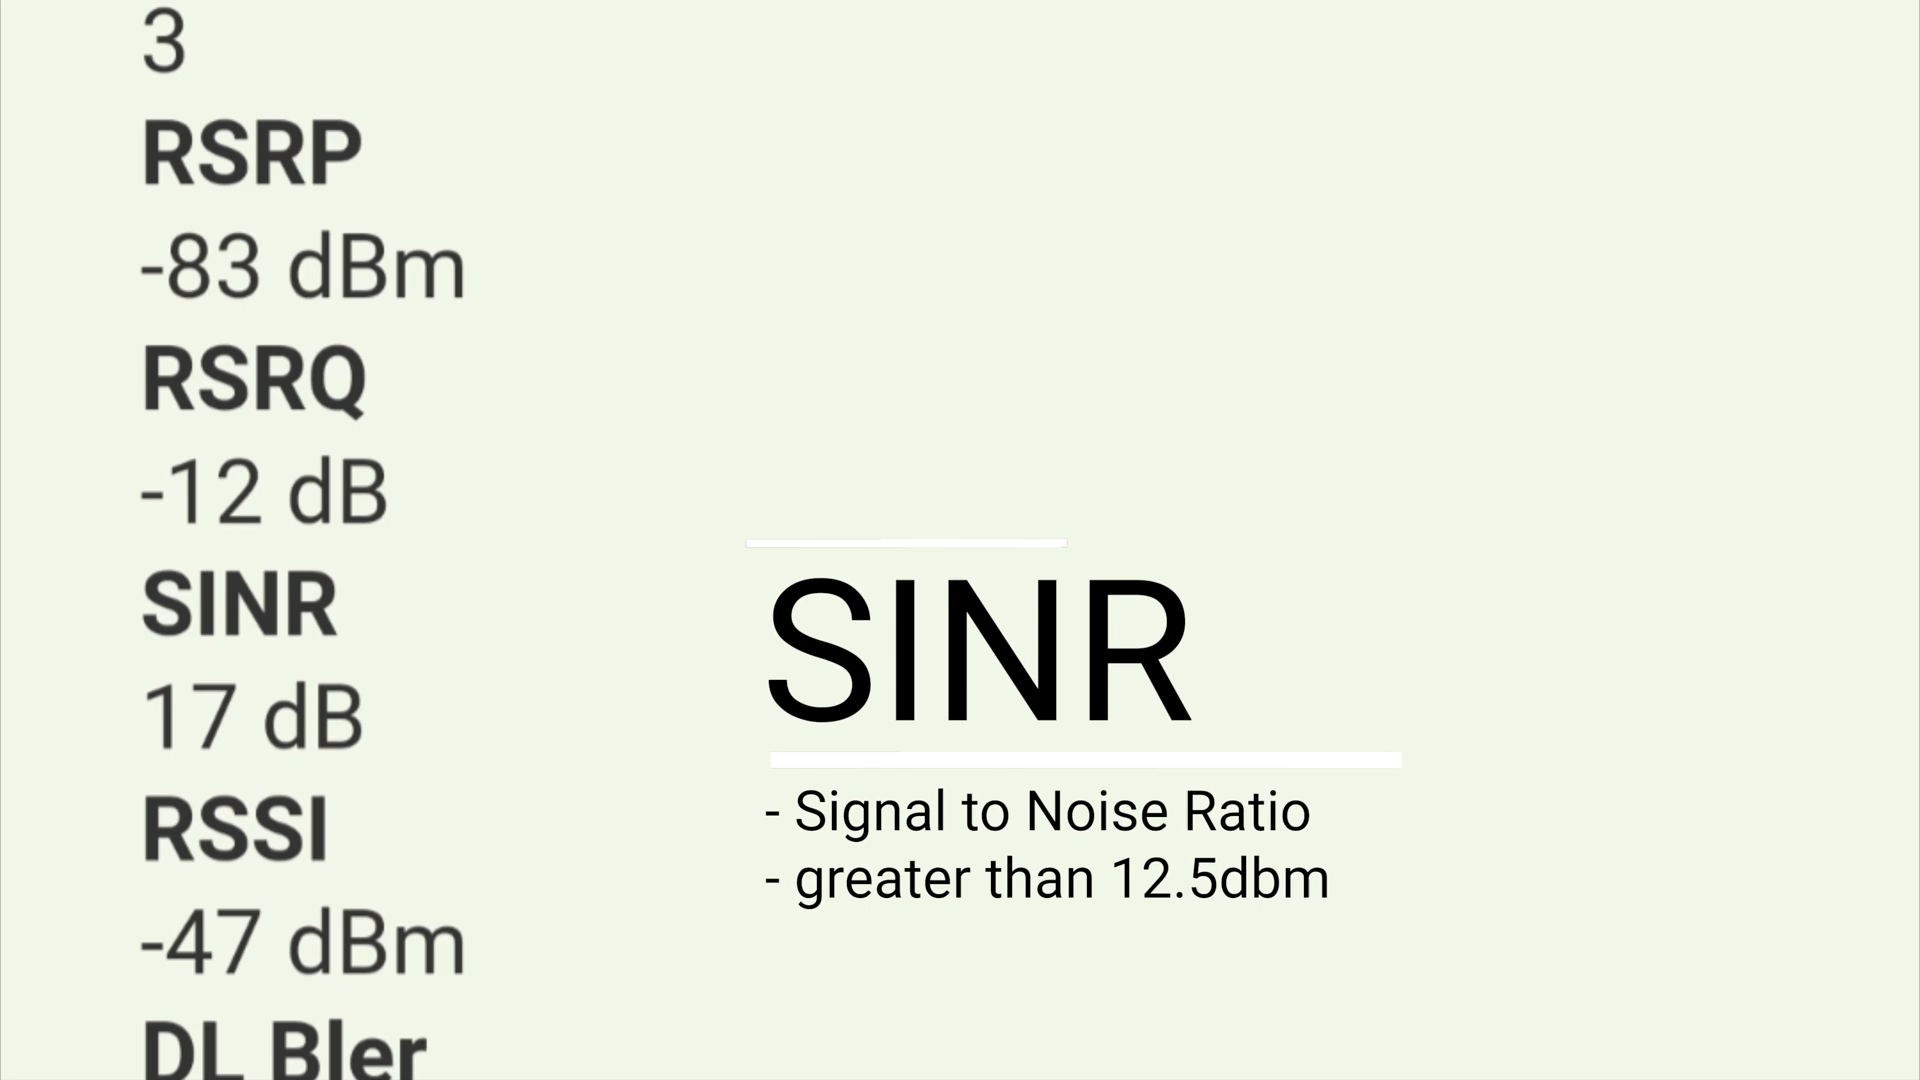 3
RSRP
-83 dBm
RSRQ
-12 dB
SINR
17 dB
RSSI
-47 dBm
DL Bler
SINR
- Signal to Noise Ratio
- greater than 12.5dbm